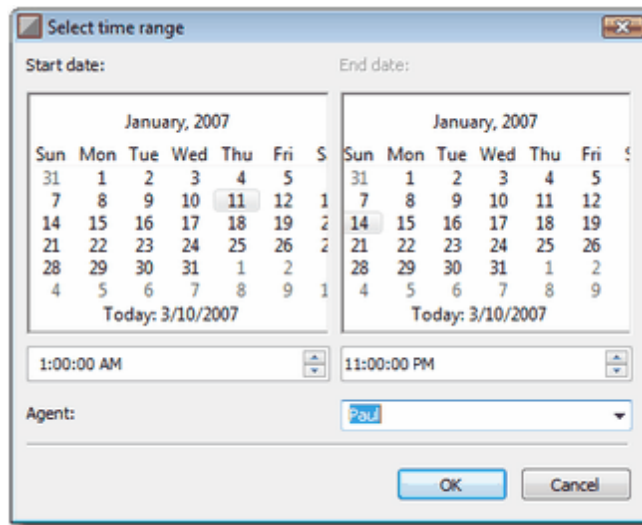 Select time range
Start date:
End date:
January, 2007
Sun Mon Tue Wed Thu Fri S
31 1 2 3 4 5
7 8 9 10 11 12 1
14 15 16 17 18 19 2
21 22 23 24 25 26 2
28 29 30 31 1 2
4 5 6 7 8 9 1
Today: 3/10/2007
January, 2007
Sun Mon Tue Wed Thu Fri S
31 1 2 3 4 5
7 8 9 10 11 12
14 15 16 17 18 19
21 22 23 24 25 26
28 29 30 31 1 2
4 5 6 7 8 9
Today: 3/10/2007
1:00:00 AM
11:00:00 PM
Agent:
Paul
OK
Cancel